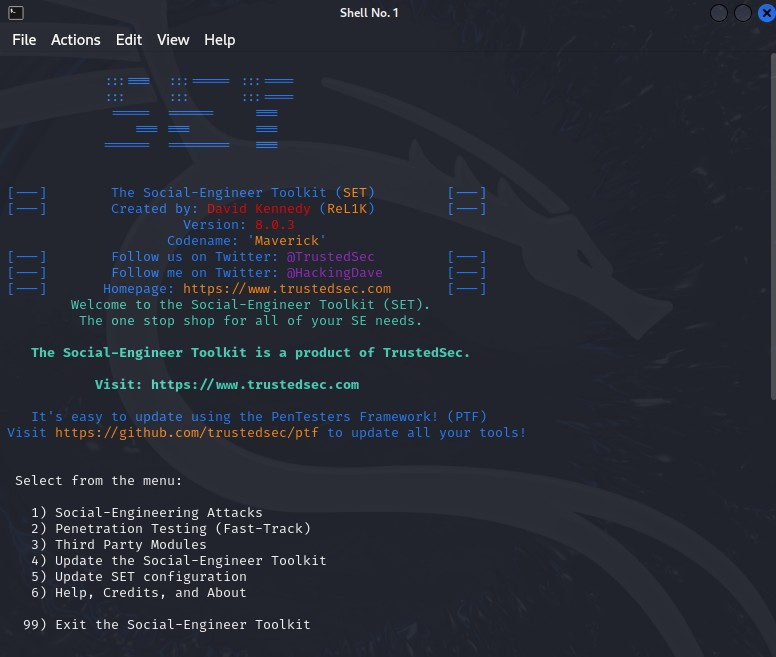 Shell No. 1
File Actions Edit View Help
[---] The Social-Engineer Toolkit (SET) [---]
[---] Created by: David Kennedy (ReL1K) [---]
Version: 8.0.3
Codename: 'Maverick'
[---] Follow us on Twitter: @TrustedSec [---]
[---] Follow me on Twitter: @HackingDave [---]
[---] Homepage: https://www.trustedsec.com [---]
Welcome to the Social-Engineer Toolkit (SET).
The one stop shop for all of your SE needs.
The Social-Engineer Toolkit is a product of TrustedSec.
Visit: https://www.trustedsec.com
It's easy to update using the PenTesters Framework! (PTF)
Visit https://github.com/trustedsec/ptf to update all your tools!
Select from the menu:
1) Social-Engineering Attacks
2) Penetration Testing (Fast-Track)
3) Third Party Modules
4) Update the Social-Engineer Toolkit
5) Update SET configuration
6) Help, Credits, and About
99) Exit the Social-Engineer Toolkit